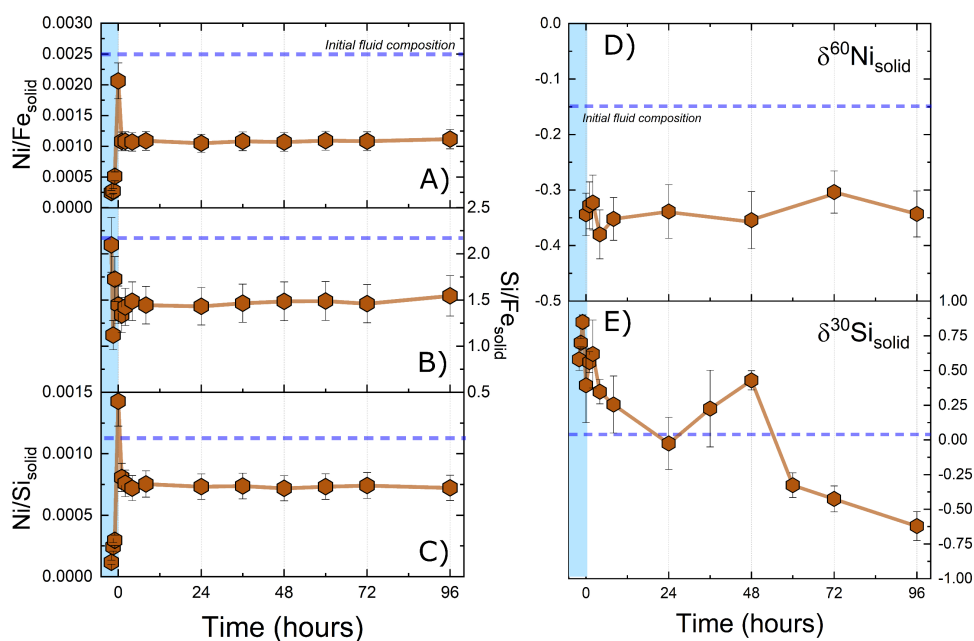 0.0030
0.0025
0.0020
0.0015
0.0010
0.0005
0.0000
Ni/Fesolid
Initial fluid composition
A)
2.5
2.0
1.5
1.0
0.5
Si/Fesolid
B)
0.0015
0.0010
0.0005
0.0000
Ni/Sisolid
C)
0 24 48 72 96
Time (hours)
0.0
-0.1
-0.2
-0.3
-0.4
-0.5
D)
δ60Nisolid
Initial fluid composition
E)
δ30Sisolid
1.00
0.75
0.50
0.25
0.00
-0.25
-0.50
-0.75
-1.00
0 24 48 72 96
Time (hours)